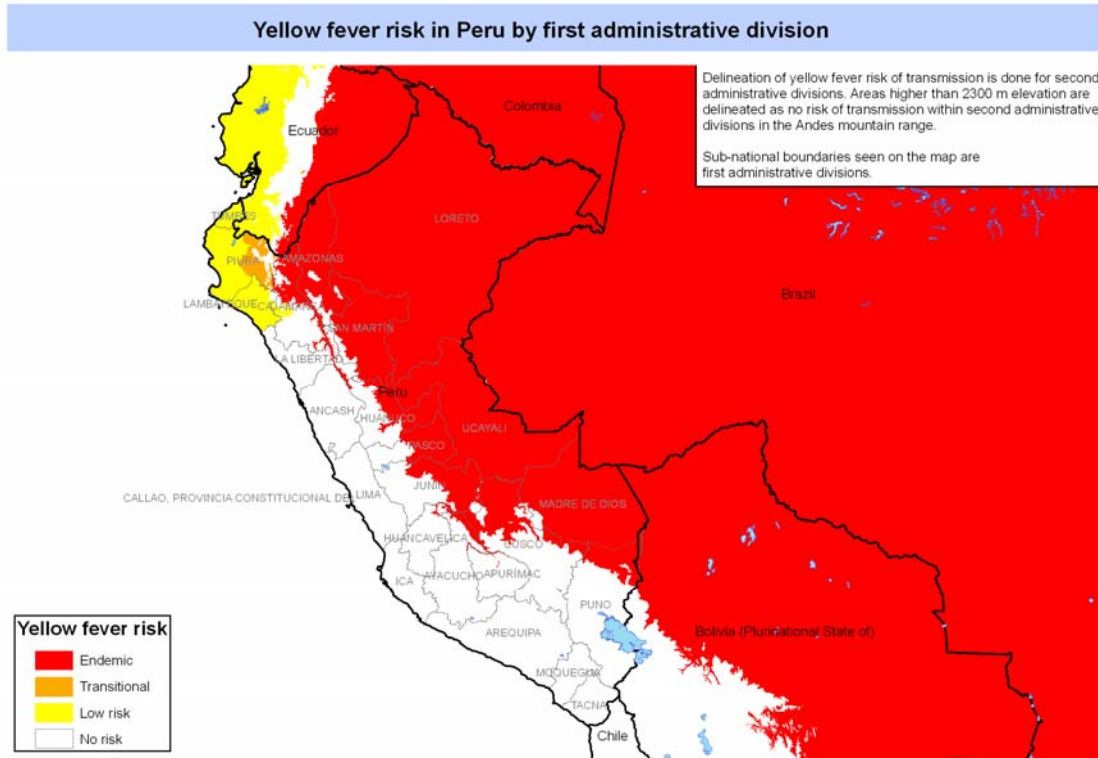 Yellow fever risk in Peru by first administrative division
Delineation of yellow fever risk of transmission is done for second
administrative divisions. Areas higher than 2300 m elevation are
delineated as no risk of transmission within second administrative
divisions in the Andes mountain range.
Sub-national boundaries seen on the map are
first administrative divisions.
Colombia
Ecuador
TUMBES
LORETO
PIURA
AMAZONAS
Brazil
LAMBAYEQUE
CAJAMARCA
SAN MARTÍN
LA LIBERTAD
Peru
ANCASH
HUÁNUCO
UCAYALI
PASCO
JUNÍN
CALLAO, PROVINCIA CONSTITUCIONAL DEL
LIMA
MADRE DE DIOS
HUANCAVELICA
CUSCO
ICA
AYACUCHO
APURÍMAC
PUNO
AREQUIPA
Bolivia (Plurinational State of)
MOQUEGUA
TACNA
Chile
Yellow fever risk
Endemic
Transitional
Low risk
No risk